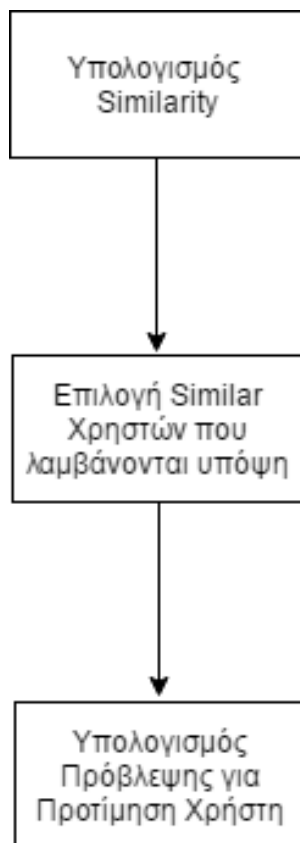 Υπολογισμός
Similarity
Επιλογή Similar
Χρηστών που
λαμβάνονται υπόψη
Υπολογισμός
Πρόβλεψης για
Προτίμηση Χρήστη